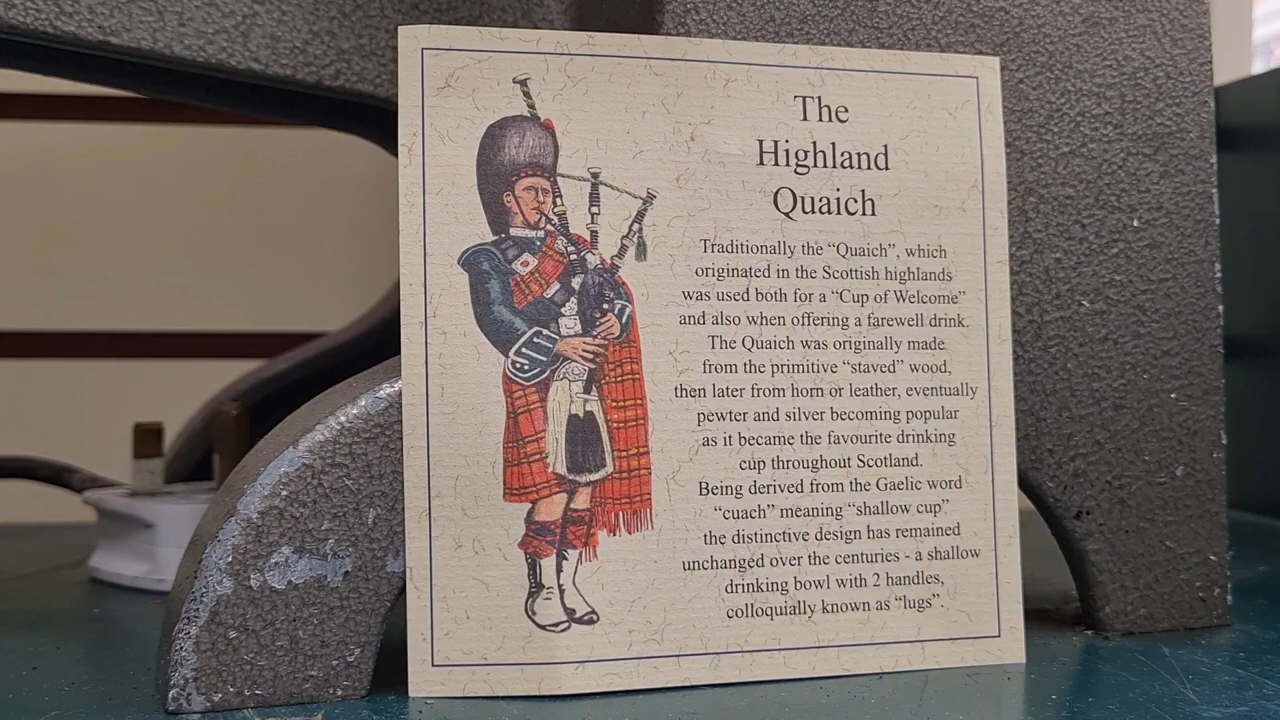 The
Highland
Quaich
Traditionally the “Quaich”, which
originated in the Scottish highlands
was used both for a “Cup of Welcome”
and also when offering a farewell drink.
The Quaich was originally made
from the primitive “staved” wood,
then later from horn or leather, eventually
pewter and silver becoming popular
as it became the favourite drinking
cup throughout Scotland.
Being derived from the Gaelic word
“cuach” meaning “shallow cup”
the distinctive design has remained
unchanged over the centuries - a shallow
drinking bowl with 2 handles,
colloquially known as “lugs”.